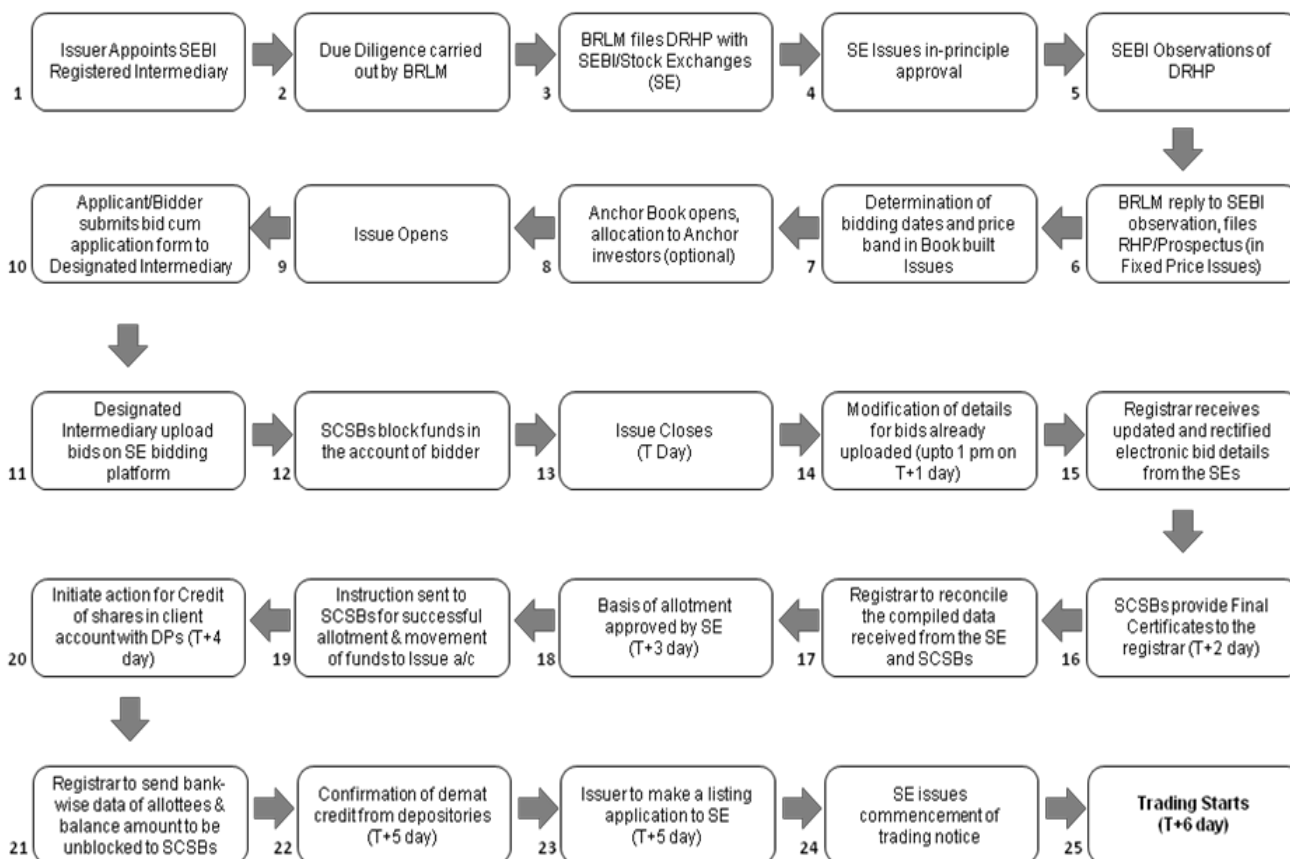 Issuer Appoints SEBI
Registered Intermediary
1
Due Diligence carried
out by BRLM
2
BRLM files DRHP with
SEBI/Stock Exchanges
(SE)
3
SE Issues in-principle
approval
4
SEBI Observations of
DRHP
5
BRLM reply to SEBI
observation, files
RHP/Prospectus (in
Fixed Price Issues)
6
Determination of
bidding dates and price
band in Book built
Issues
7
Anchor Book opens,
allocation to Anchor
investors (optional)
8
Issue Opens
9
Applicant/Bidder
submits bid cum
application form to
Designated Intermediary
10
Designated
Intermediary upload
bids on SE bidding
platform
11
SCSBs block funds in
the account of bidder
12
Issue Closes
(T Day)
13
Modification of details
for bids already
uploaded (upto 1 pm on
T+1 day)
14
Registrar receives
updated and rectified
electronic bid details
from the SEs
15
SCSBs provide Final
Certificates to the
registrar (T+2 day)
16
Registrar to reconcile
the compiled data
received from the SE
and SCSBs
17
Basis of allotment
approved by SE
(T+3 day)
18
Instruction sent to
SCSBs for successful
allotment & movement
of funds to Issue a/c
19
Initiate action for Credit
of shares in client
account with DPs (T+4
day)
20
Registrar to send bank-
wise data of allottees &
balance amount to be
unblocked to SCSBs
21
Confirmation of demat
credit from depositories
(T+5 day)
22
Issuer to make a listing
application to SE
(T+5 day)
23
SE issues
commencement of
trading notice
24
Trading Starts
(T+6 day)
25